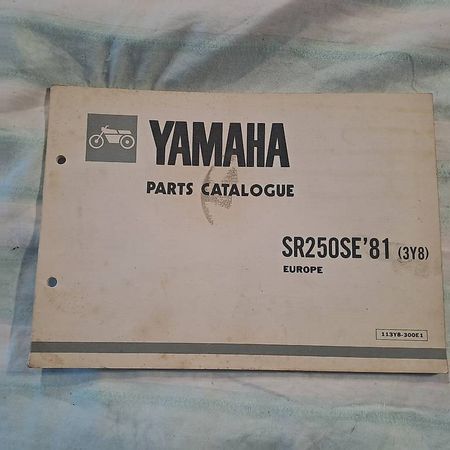 YAMAHA
PARTS CATALOGUE
SR250SE'81 (3Y8)
EUROPE
113Y8-300E1